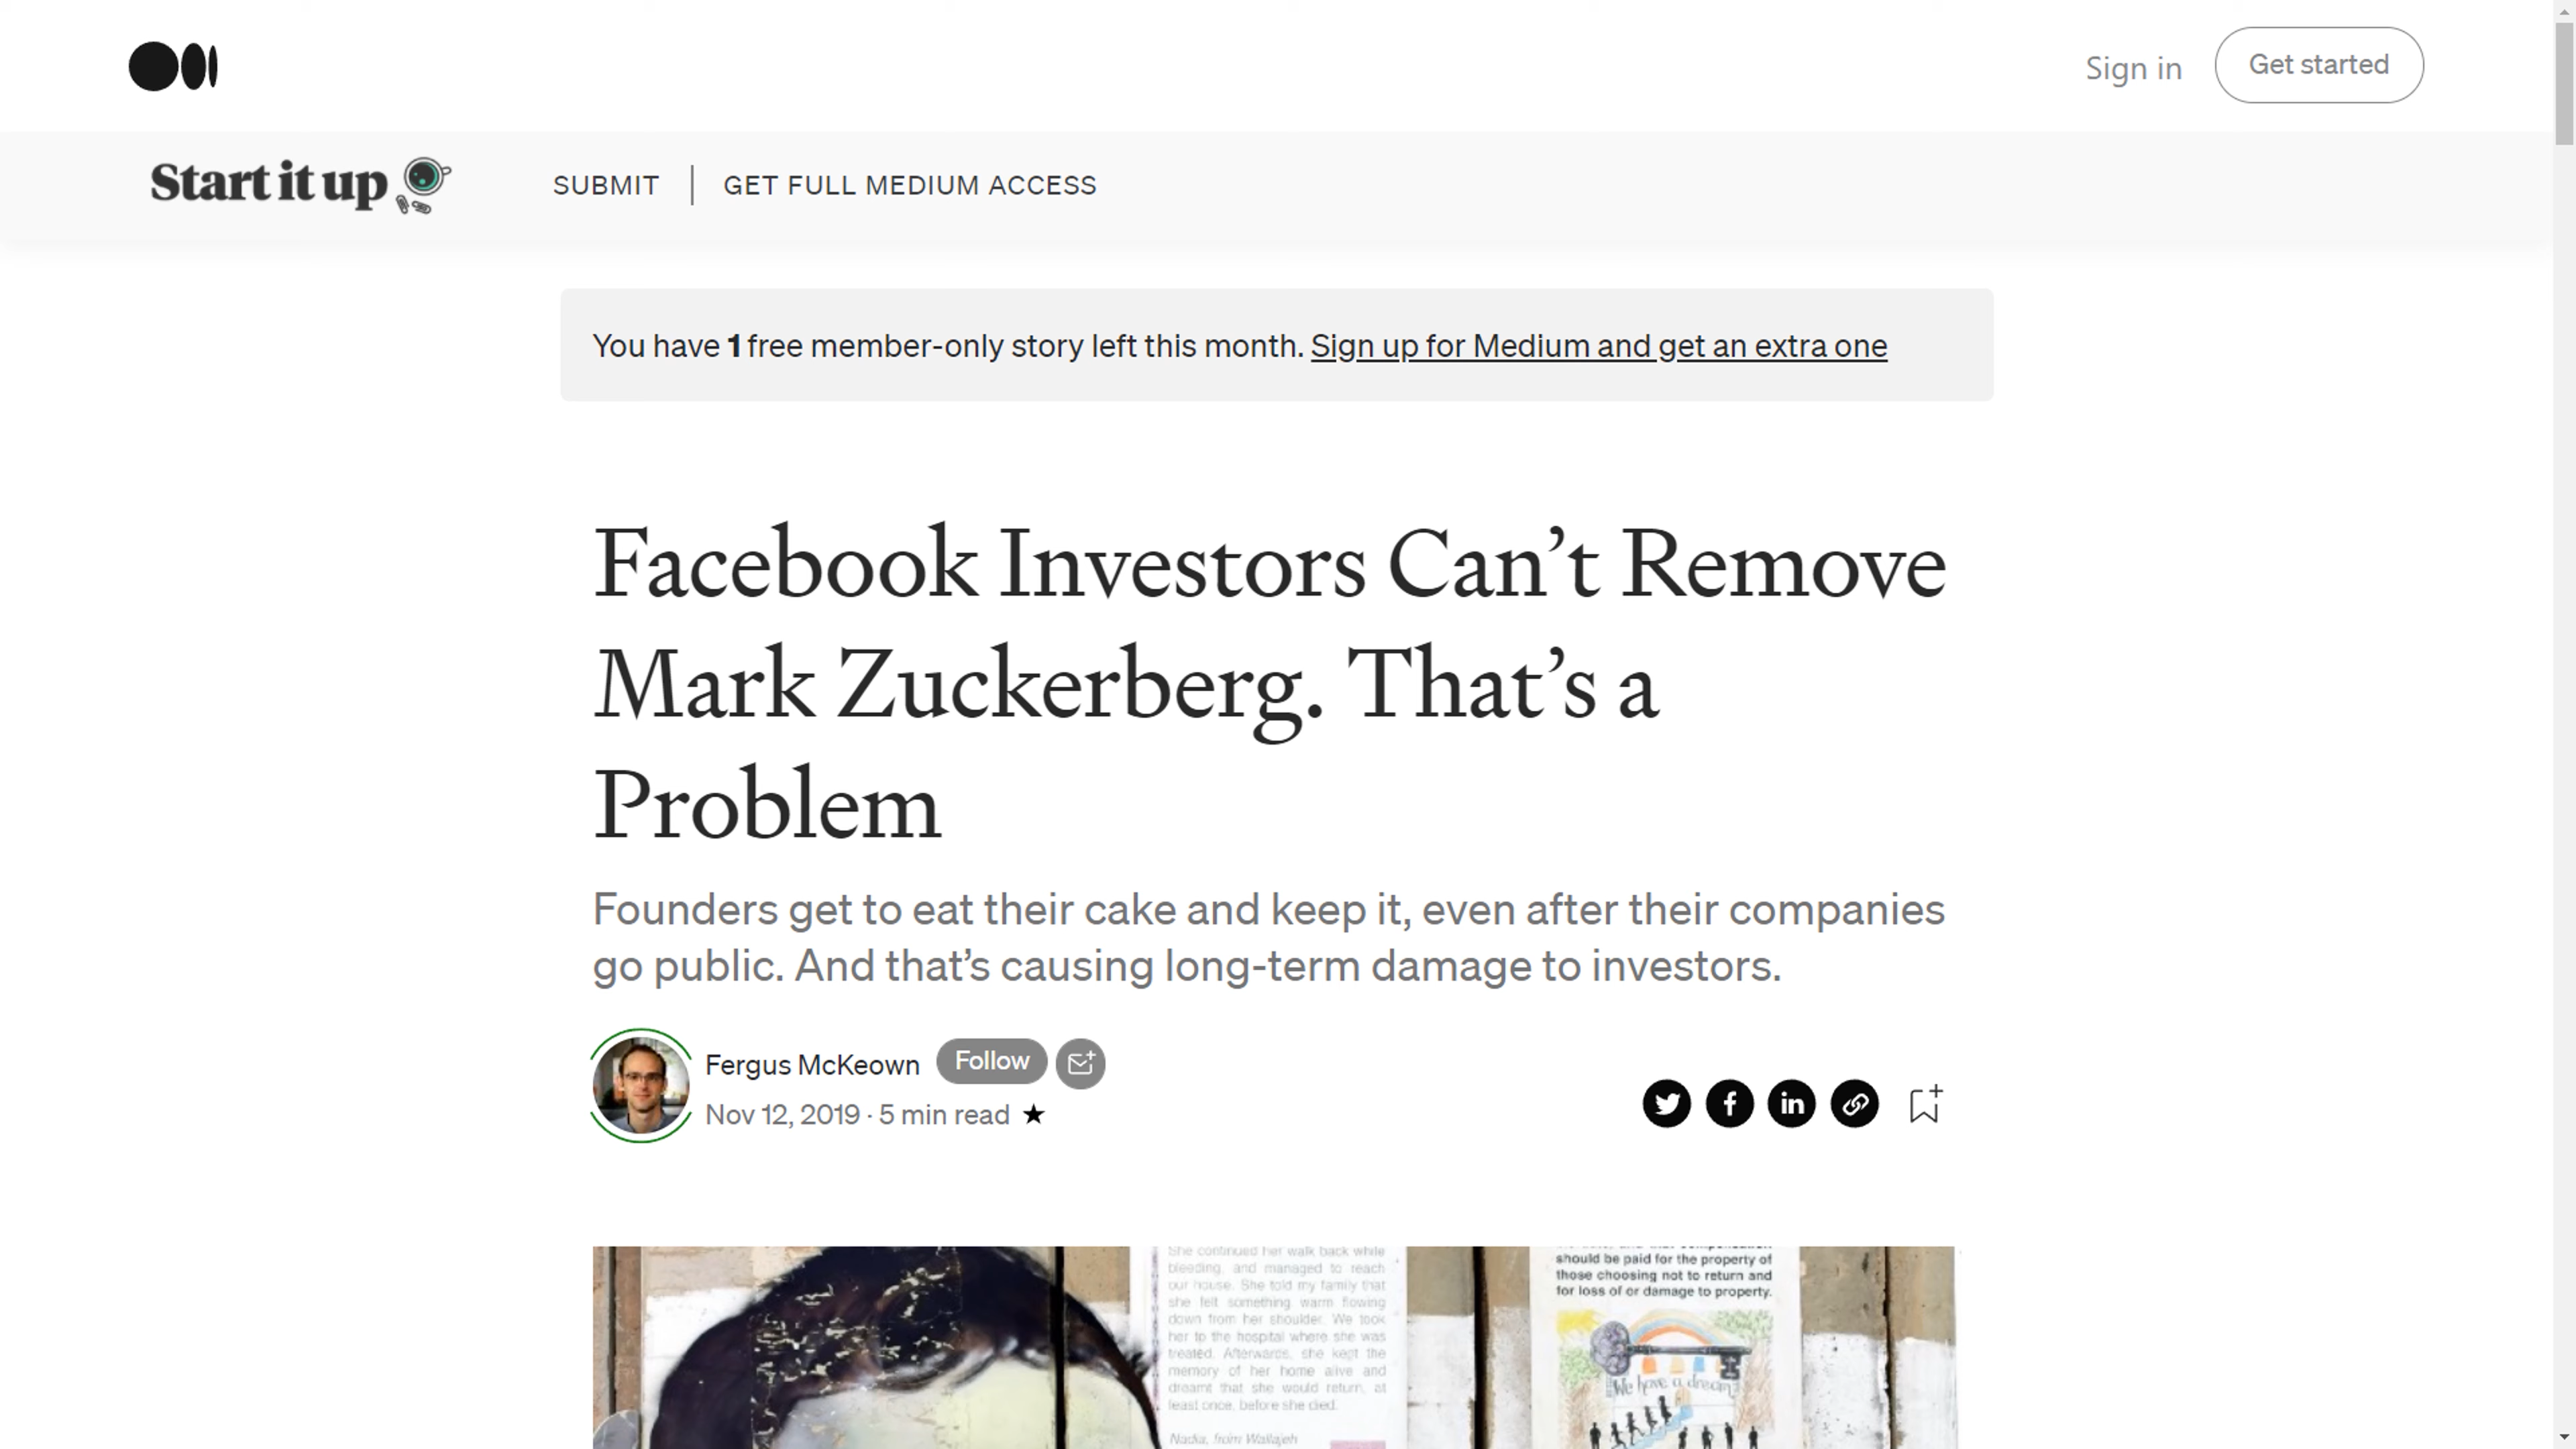 Sign in
Get started
Start it up
SUBMIT
GET FULL MEDIUM ACCESS
You have 1 free member-only story left this month. Sign up for Medium and get an extra one
Facebook Investors Can’t Remove
Mark Zuckerberg. That’s a
Problem
Founders get to eat their cake and keep it, even after their companies
go public. And that’s causing long-term damage to investors.
Fergus McKeown
Follow
Nov 12, 2019 · 5 min read
She continued her walk back while
bleeding, and managed to reach
our house. She told my family that
she felt something warm flowing
down from her shoulder. We took
her to the hospital where she was
treated. Afterwards, she kept the
memory of her home alive and
dreamt that she would return, at
least once, before she died.
Nadia, from Wallajeh
should be paid for the property of
those choosing not to return and
for loss of or damage to property.
We have a dream